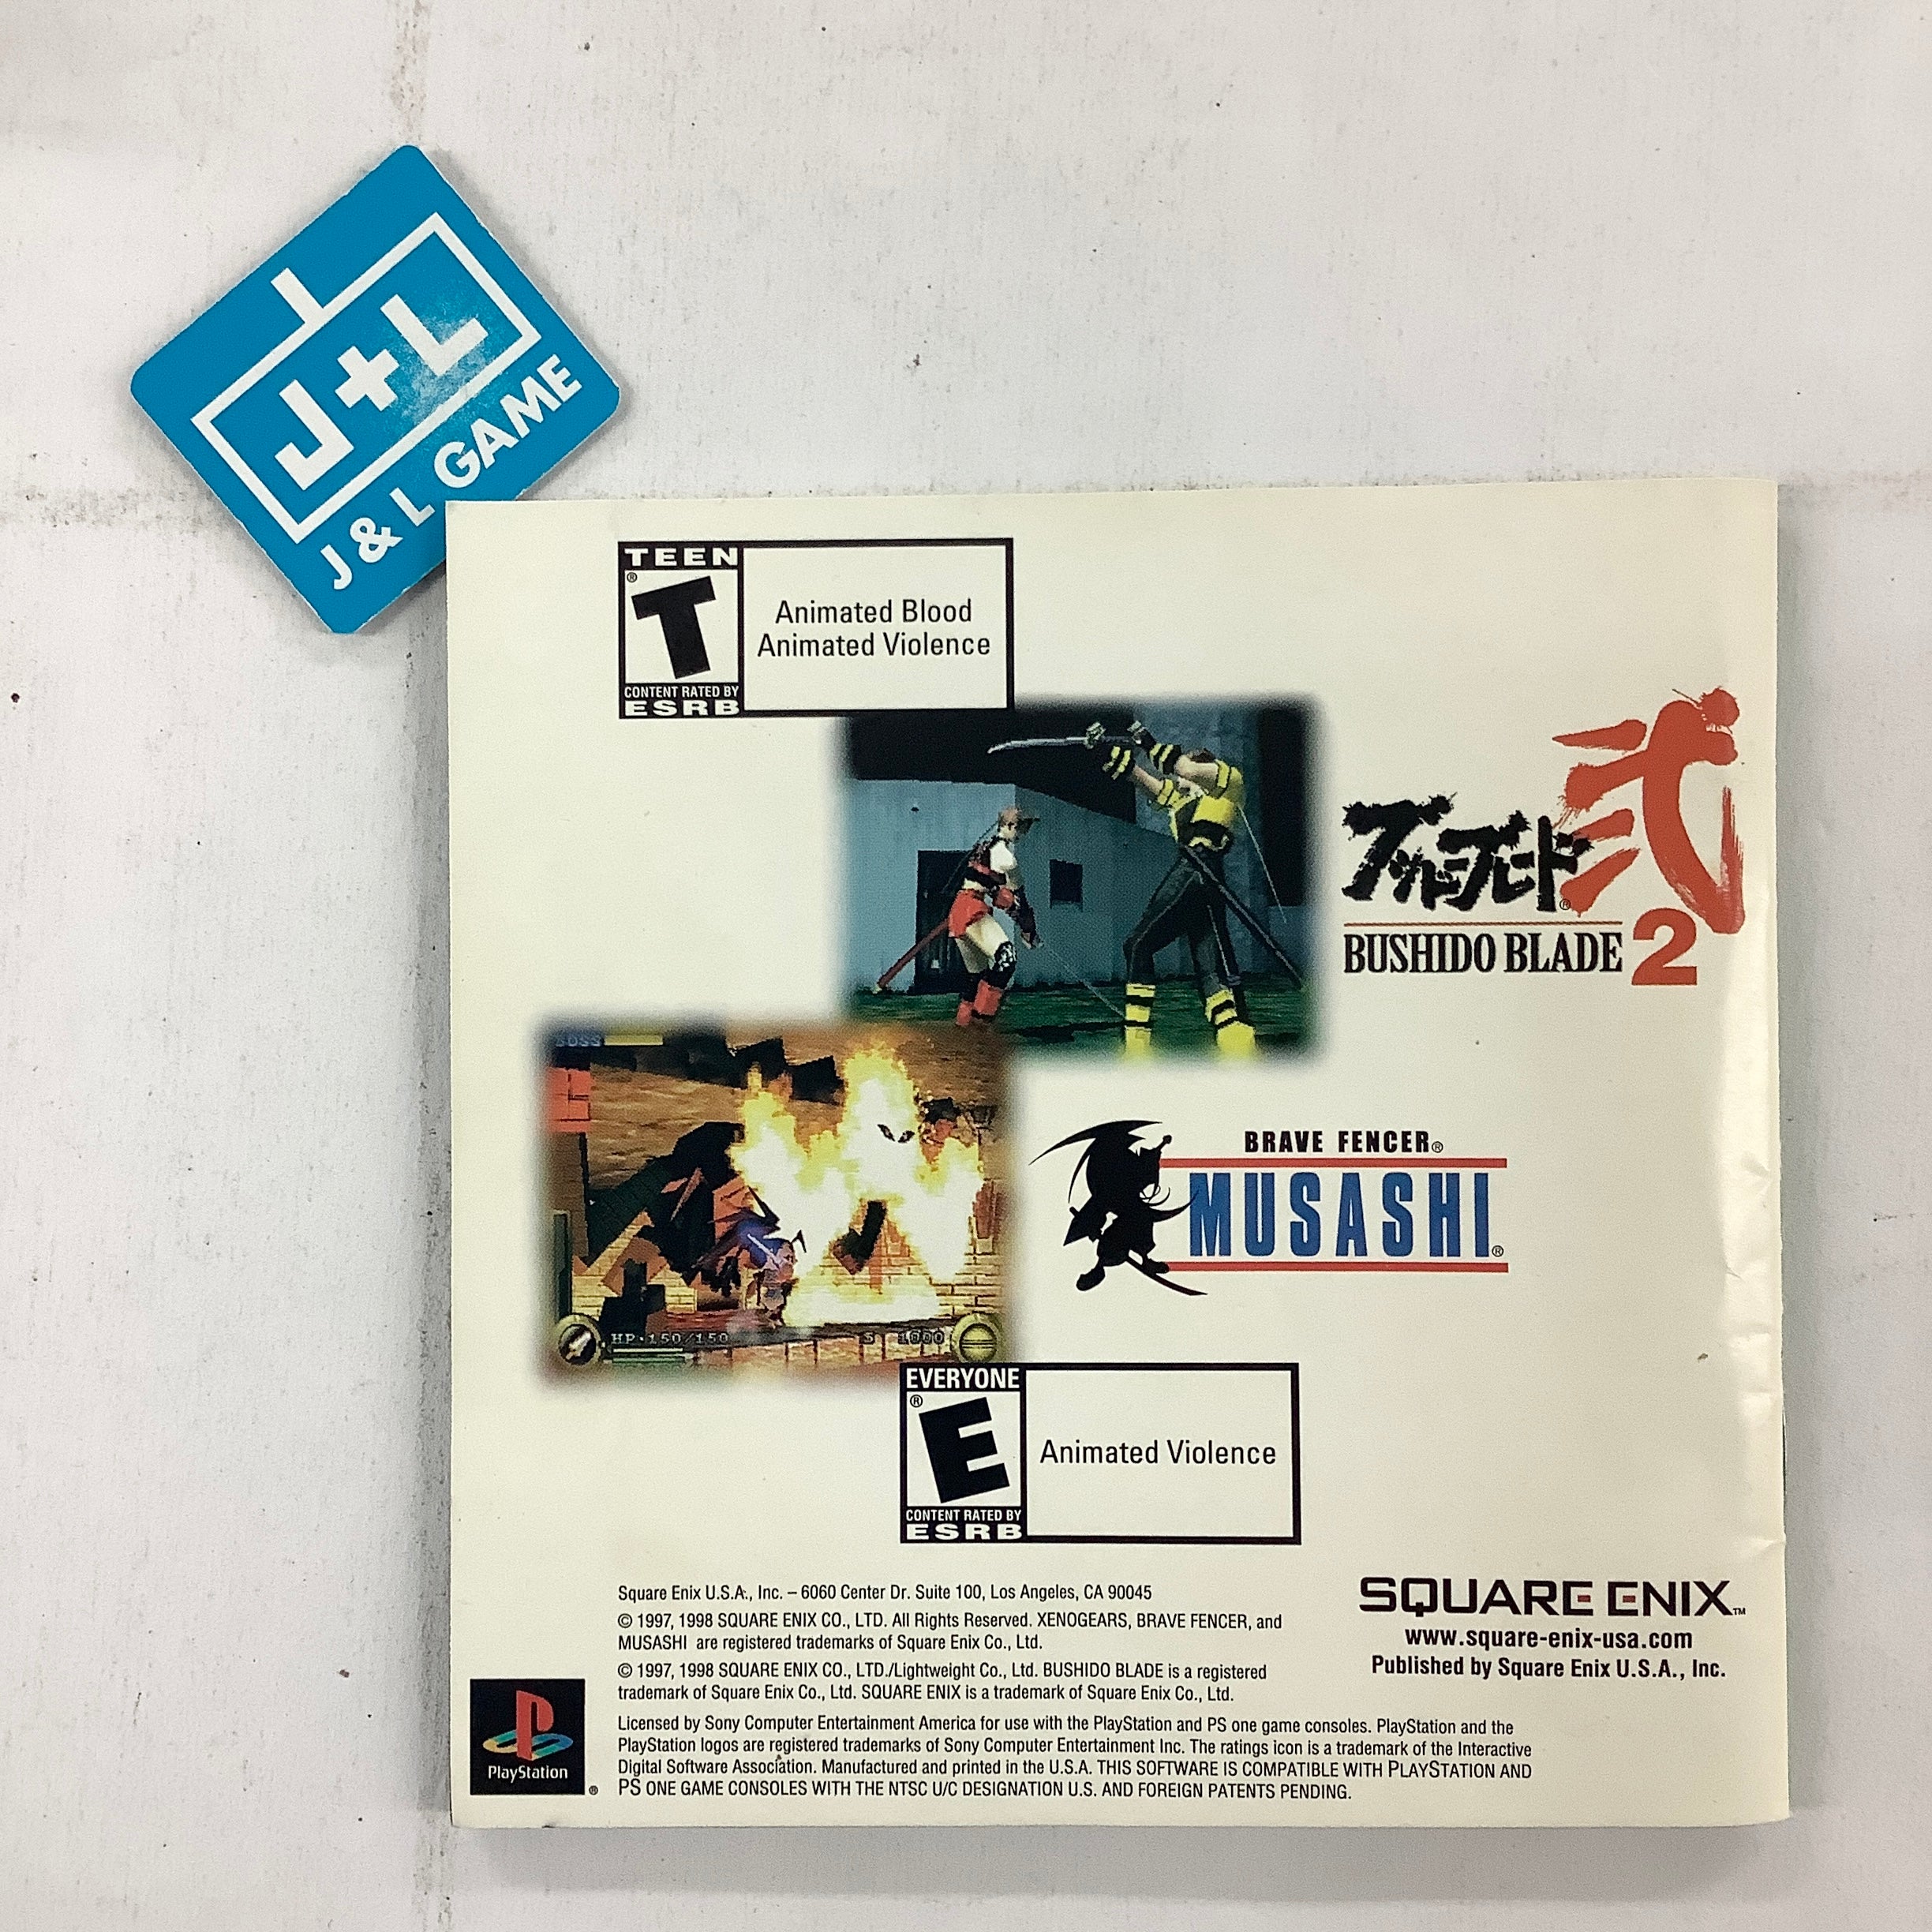 J+L
J & L GAME
TEEN
T
®
CONTENT RATED BY
ESRB
Animated Blood
Animated Violence
ブシドーブレード弐
®
BUSHIDO BLADE 2
BOSS
HP・150/150
1000
BRAVE FENCER®
MUSASHI®
EVERYONE
®
E
CONTENT RATED BY
ESRB
Animated Violence
Square Enix U.S.A., Inc. – 6060 Center Dr. Suite 100, Los Angeles, CA 90045
© 1997, 1998 SQUARE ENIX CO., LTD. All Rights Reserved. XENOGEARS, BRAVE FENCER, and
MUSASHI are registered trademarks of Square Enix Co., Ltd.
© 1997, 1998 SQUARE ENIX CO., LTD./Lightweight Co., Ltd. BUSHIDO BLADE is a registered
trademark of Square Enix Co., Ltd. SQUARE ENIX is a trademark of Square Enix Co., Ltd.
SQUARE ENIX™
www.square-enix-usa.com
Published by Square Enix U.S.A., Inc.
PlayStation
®
Licensed by Sony Computer Entertainment America for use with the PlayStation and PS one game consoles. PlayStation and the
PlayStation logos are registered trademarks of Sony Computer Entertainment Inc. The ratings icon is a trademark of the Interactive
Digital Software Association. Manufactured and printed in the U.S.A. THIS SOFTWARE IS COMPATIBLE WITH PLAYSTATION AND
PS ONE GAME CONSOLES WITH THE NTSC U/C DESIGNATION U.S. AND FOREIGN PATENTS PENDING.